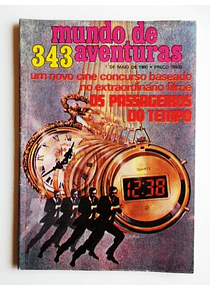 mundo de
343 aventuras
1 DE MAIO DE 1980 • PREÇO 15$00
um novo cine concurso baseado
no extraordinário filme
OS PASSAGEIROS
DO TEMPO
12:38